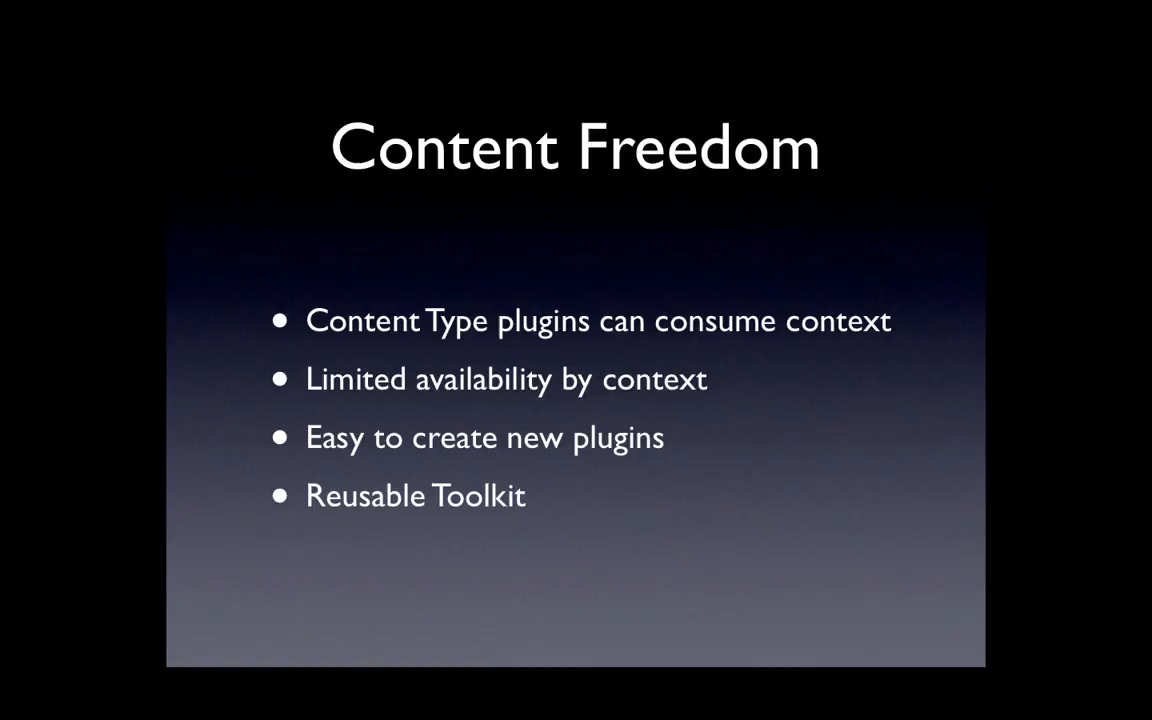 Content Freedom
• Content Type plugins can consume context
• Limited availability by context
• Easy to create new plugins
• Reusable Toolkit